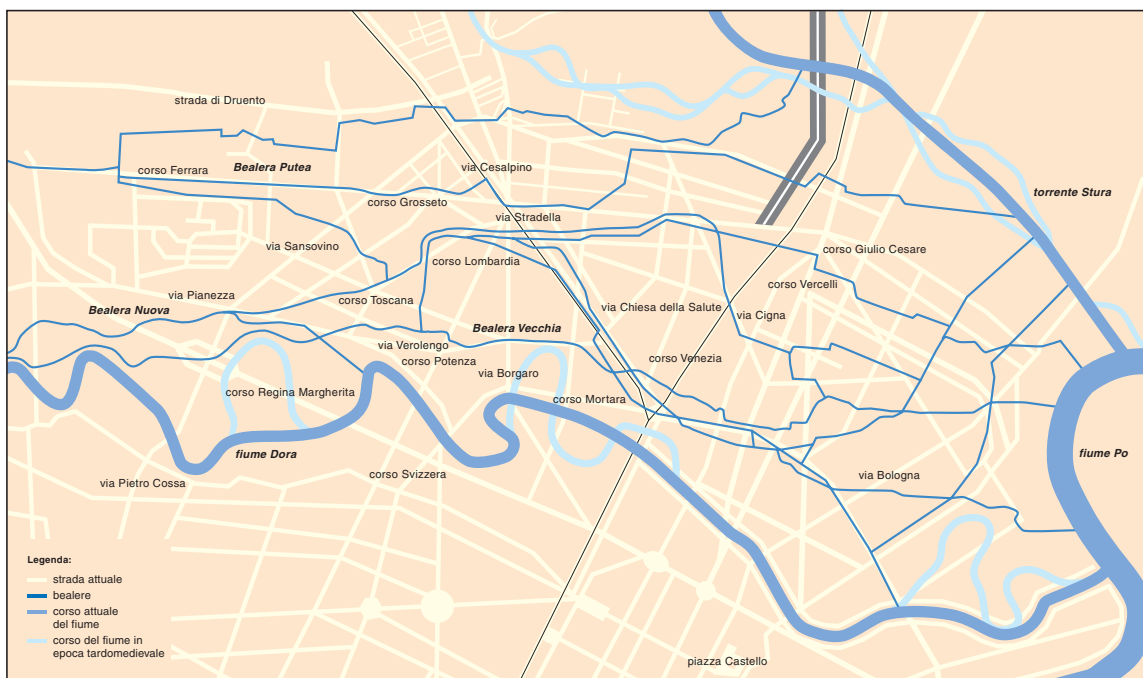 strada di Druento
corso Ferrara
Bealera Putea
via Cesalpino
torrente Stura
corso Grosseto
via Stradella
via Sansovino
corso Giulio Cesare
corso Lombardia
corso Vercelli
via Pianezza
corso Toscana
Bealera Nuova
via Chiesa della Salute
via Cigna
Bealera Vecchia
via Verolengo
corso Potenza
corso Venezia
via Borgaro
corso Regina Margherita
corso Mortara
fiume Dora
fiume Po
corso Svizzera
via Bologna
via Pietro Cossa
Legenda:
strada attuale
bealere
corso attuale
del fiume
corso del fiume in
epoca tardomedievale
piazza Castello